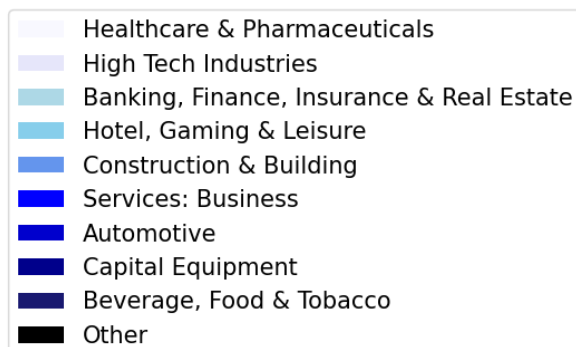 Healthcare & Pharmaceuticals
High Tech Industries
Banking, Finance, Insurance & Real Estate
Hotel, Gaming & Leisure
Construction & Building
Services: Business
Automotive
Capital Equipment
Beverage, Food & Tobacco
Other